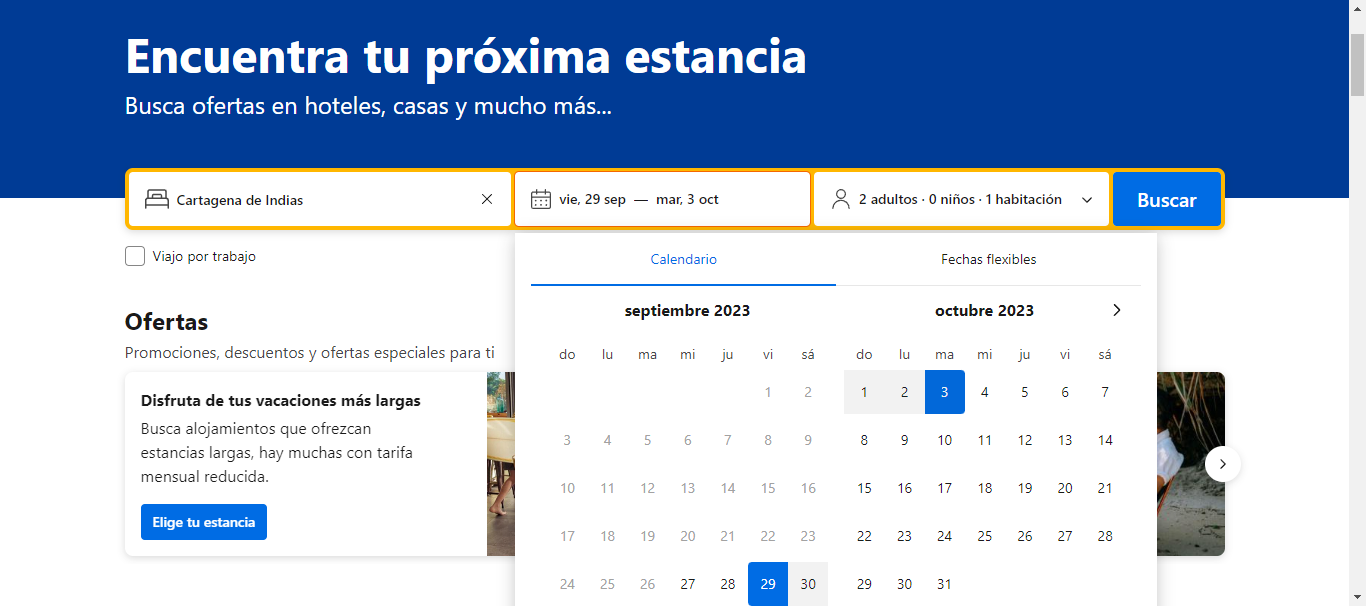 Encuentra tu próxima estancia
Busca ofertas en hoteles, casas y mucho más...
Cartagena de Indias
vie, 29 sep — mar, 3 oct
2 adultos · 0 niños · 1 habitación
Buscar
Viajo por trabajo
Ofertas
Promociones, descuentos y ofertas especiales para ti
Disfruta de tus vacaciones más largas
Busca alojamientos que ofrezcan
estancias largas, hay muchas con tarifa
mensual reducida.
Elige tu estancia
Calendario
Fechas flexibles
septiembre 2023
do lu ma mi ju vi sá
1 2
3 4 5 6 7 8 9
10 11 12 13 14 15 16
17 18 19 20 21 22 23
24 25 26 27 28 29 30
octubre 2023
do lu ma mi ju vi sá
1 2 3 4 5 6 7
8 9 10 11 12 13 14
15 16 17 18 19 20 21
22 23 24 25 26 27 28
29 30 31